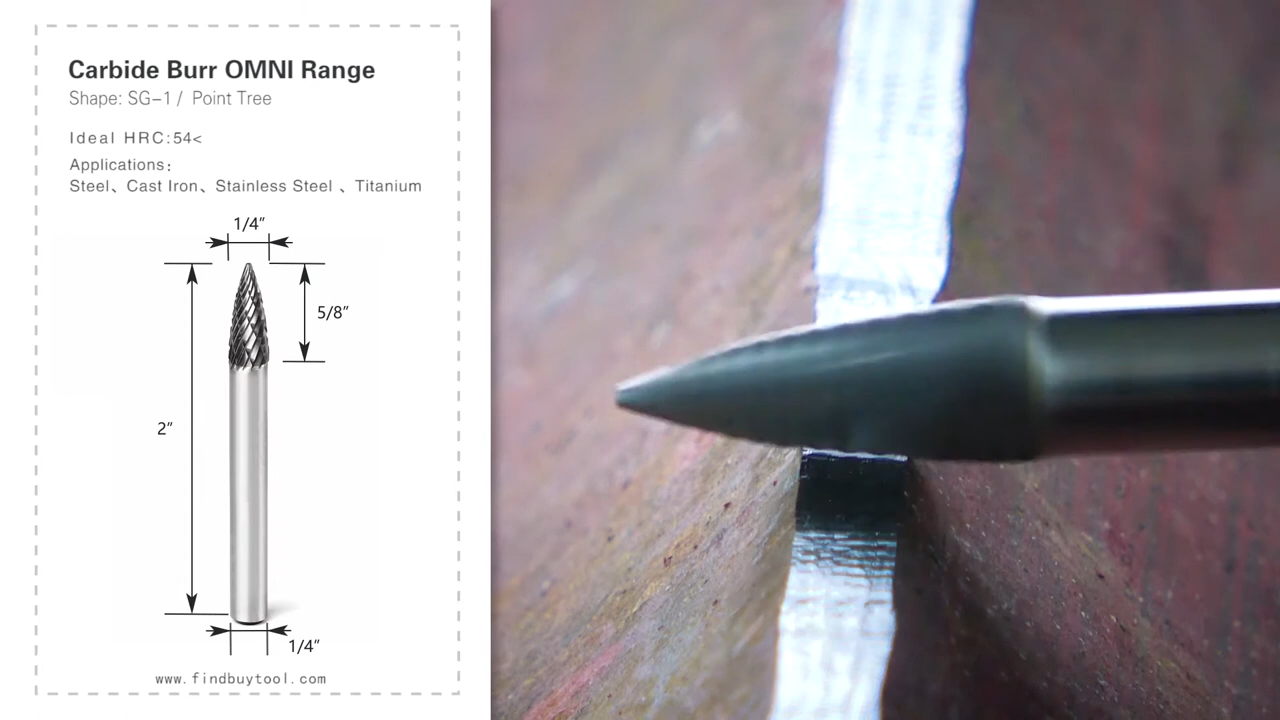 Carbide Burr OMNI Range
Shape: SG-1 / Point Tree
Ideal HRC:54<
Applications:
Steel、Cast Iron、Stainless Steel 、Titanium
1/4"
5/8"
2"
1/4"
www.findbuytool.com